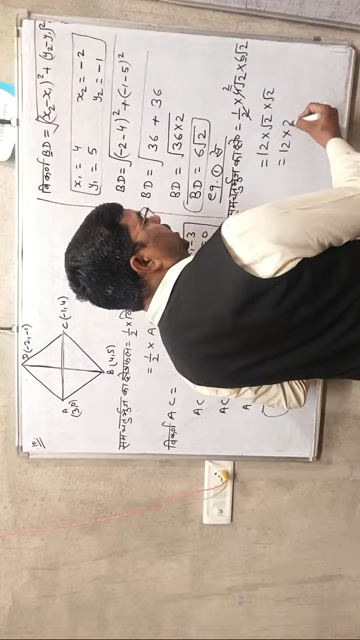 D(-2,-1)
C(-1,4)
A
(3,0)
B (4,5)
समचतुर्भुज का क्षेत्रफल = 1/2 ×
= 1/2 × A
विकर्ण AC =
AC
AC
A
विकर्ण BD = √(x₂-x₁)² + (y₂-y₁)²
x₁ = 4 x₂ = -2
y₁ = 5 y₂ = -1
BD = √(-2-4)² + (-1-5)²
BD = √36 + 36
BD = √36×2
BD = 6√2
eq. ① से
समचतुर्भुज का क्षे० = 1/2 × 4√2 × 6√2
= 12 × √2 × √2
= 12 × 2